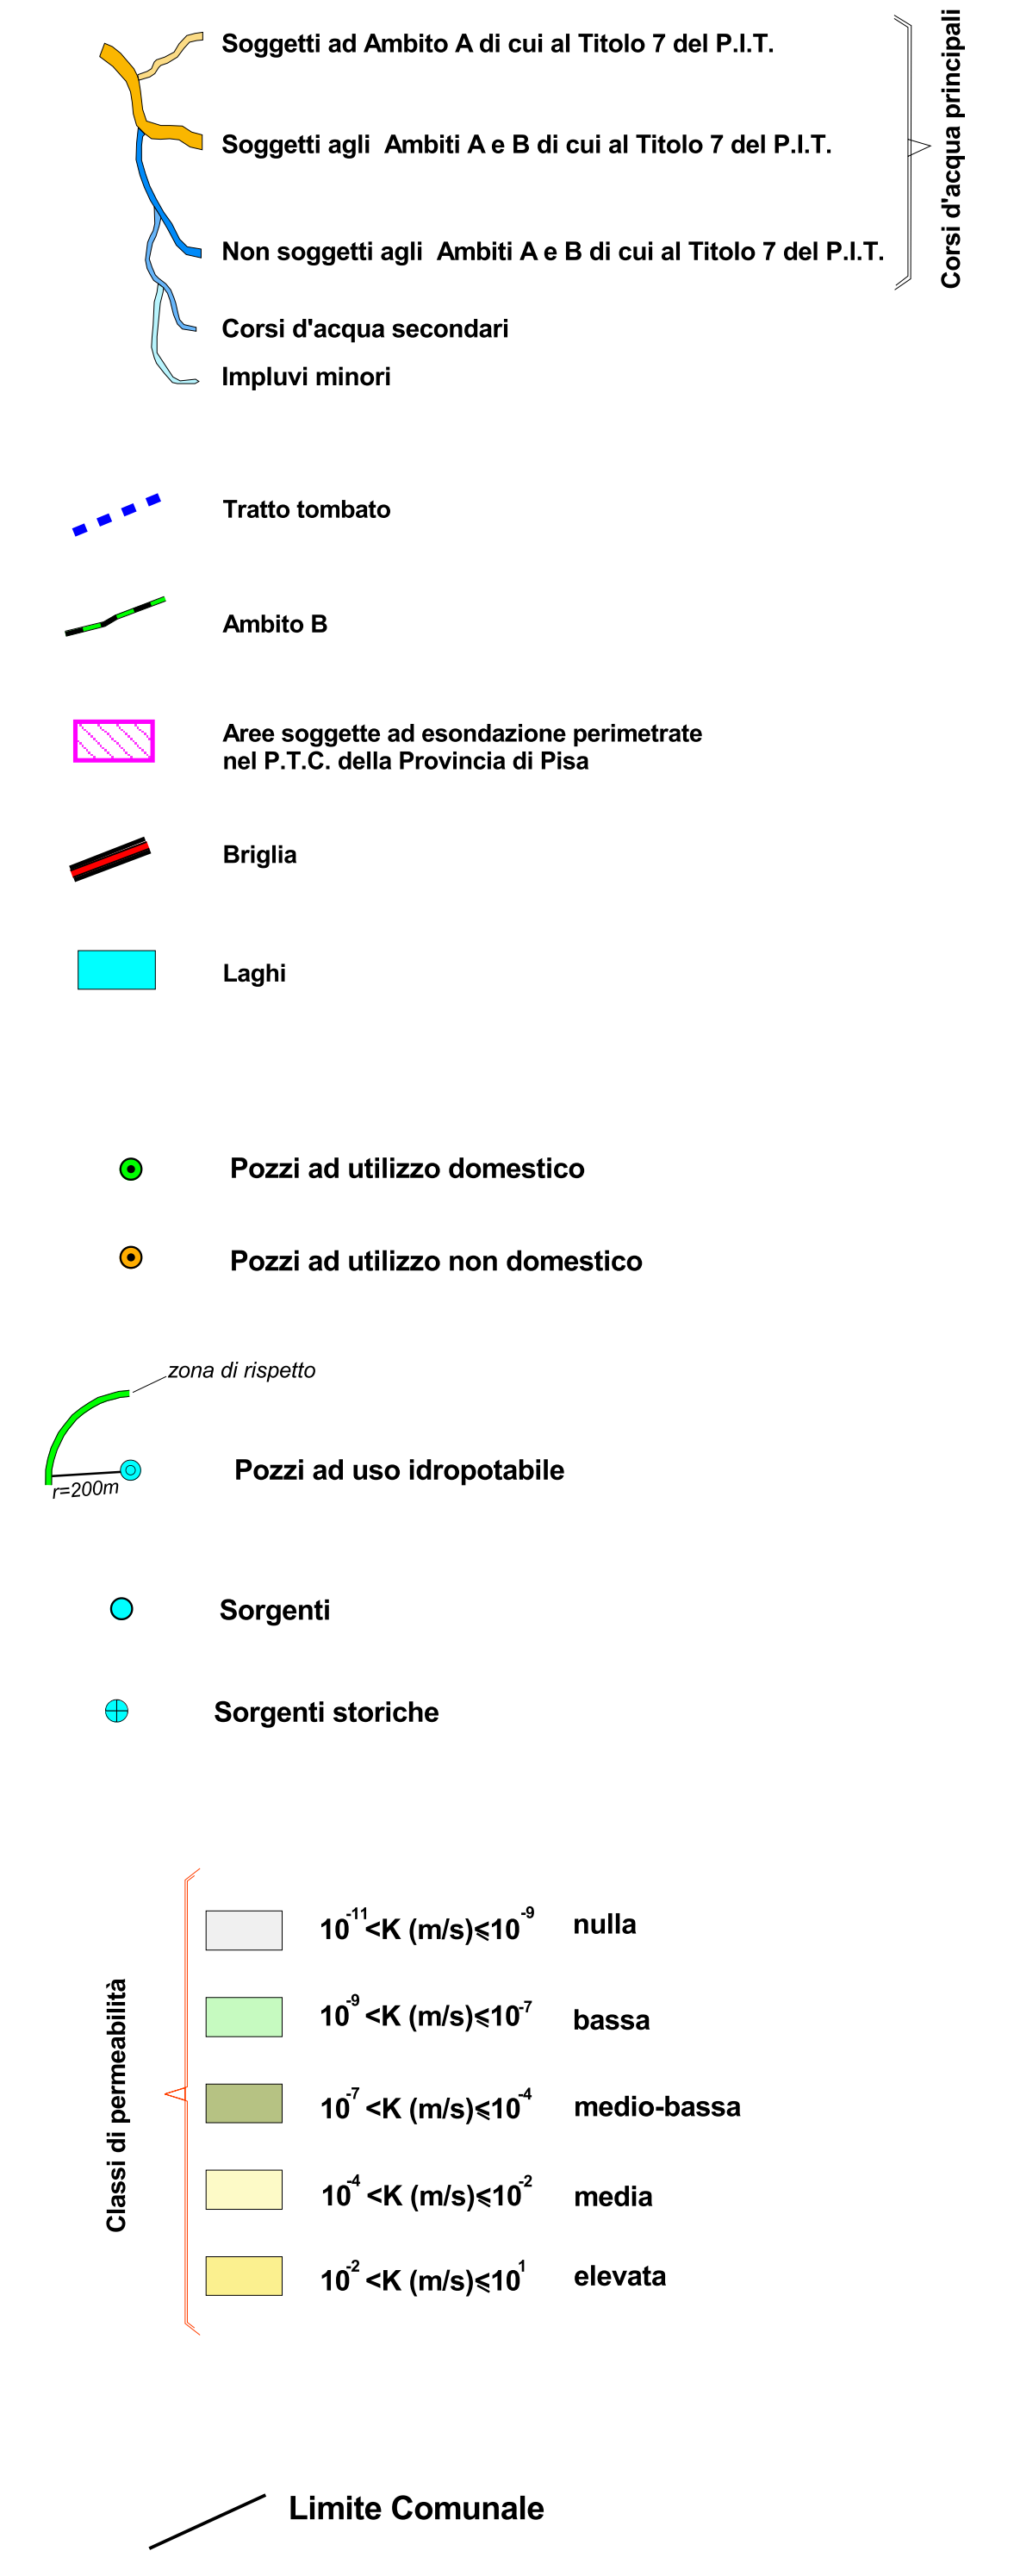 Soggetti ad Ambito A di cui al Titolo 7 del P.I.T.
Soggetti agli Ambiti A e B di cui al Titolo 7 del P.I.T.
Non soggetti agli Ambiti A e B di cui al Titolo 7 del P.I.T.
Corsi d'acqua principali
Corsi d'acqua secondari
Impluvi minori
Tratto tombato
Ambito B
Aree soggette ad esondazione perimetrate
nel P.T.C. della Provincia di Pisa
Briglia
Laghi
Pozzi ad utilizzo domestico
Pozzi ad utilizzo non domestico
zona di rispetto
Pozzi ad uso idropotabile
r=200m
Sorgenti
Sorgenti storiche
Classi di permeabilità
10⁻¹¹<K (m/s)⩽10⁻⁹ nulla
10⁻⁹ <K (m/s)⩽10⁻⁷ bassa
10⁻⁷ <K (m/s)⩽10⁻⁴ medio-bassa
10⁻⁴ <K (m/s)⩽10⁻² media
10⁻² <K (m/s)⩽10¹ elevata
Limite Comunale